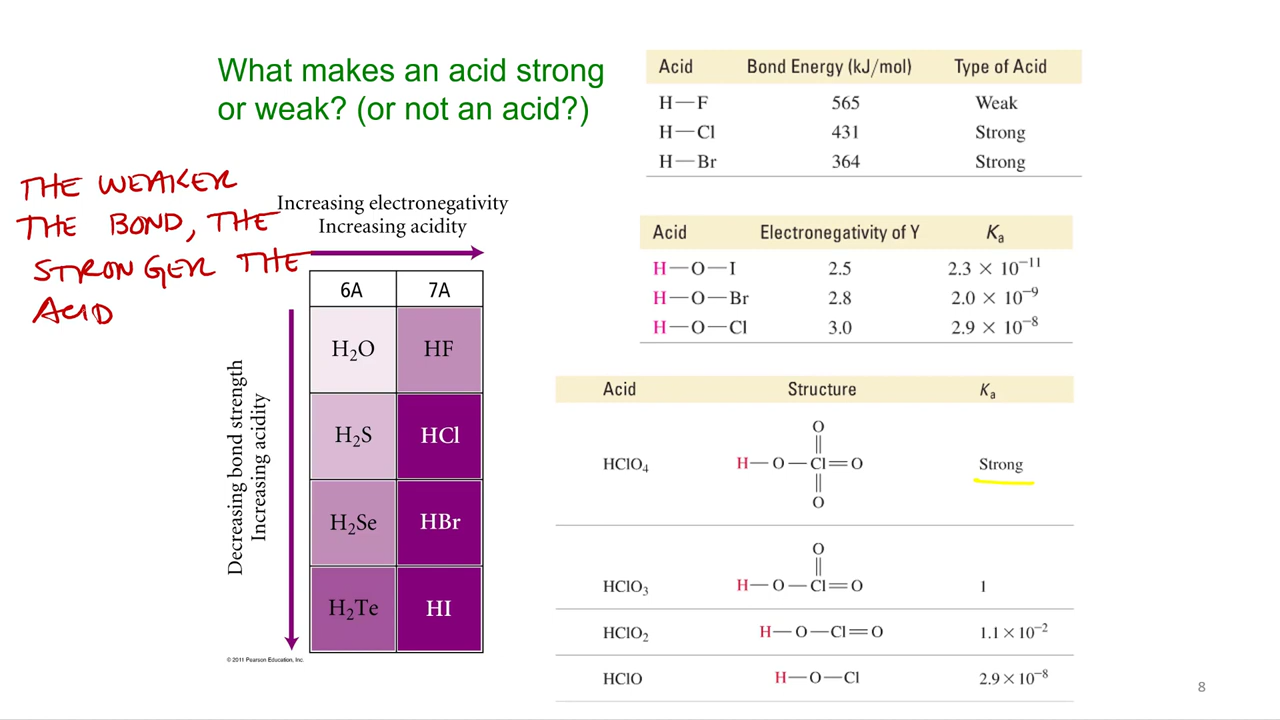 What makes an acid strong
or weak? (or not an acid?)
THE WEAKER
THE BOND, THE
STRONGER THE
ACID
Increasing electronegativity
Increasing acidity
6A 7A
H₂O HF
H₂S HCl
H₂Se HBr
H₂Te HI
Decreasing bond strength
Increasing acidity
© 2011 Pearson Education, Inc.
Acid Bond Energy (kJ/mol) Type of Acid
H—F 565 Weak
H—Cl 431 Strong
H—Br 364 Strong
Acid Electronegativity of Y Kₐ
H—O—I 2.5 2.3 × 10⁻¹¹
H—O—Br 2.8 2.0 × 10⁻⁹
H—O—Cl 3.0 2.9 × 10⁻⁸
Acid Structure Kₐ
O
||
HClO₄ H—O—Cl=O Strong
||
O
O
||
HClO₃ H—O—Cl=O 1
HClO₂ H—O—Cl=O 1.1×10⁻²
HClO H—O—Cl 2.9×10⁻⁸
8